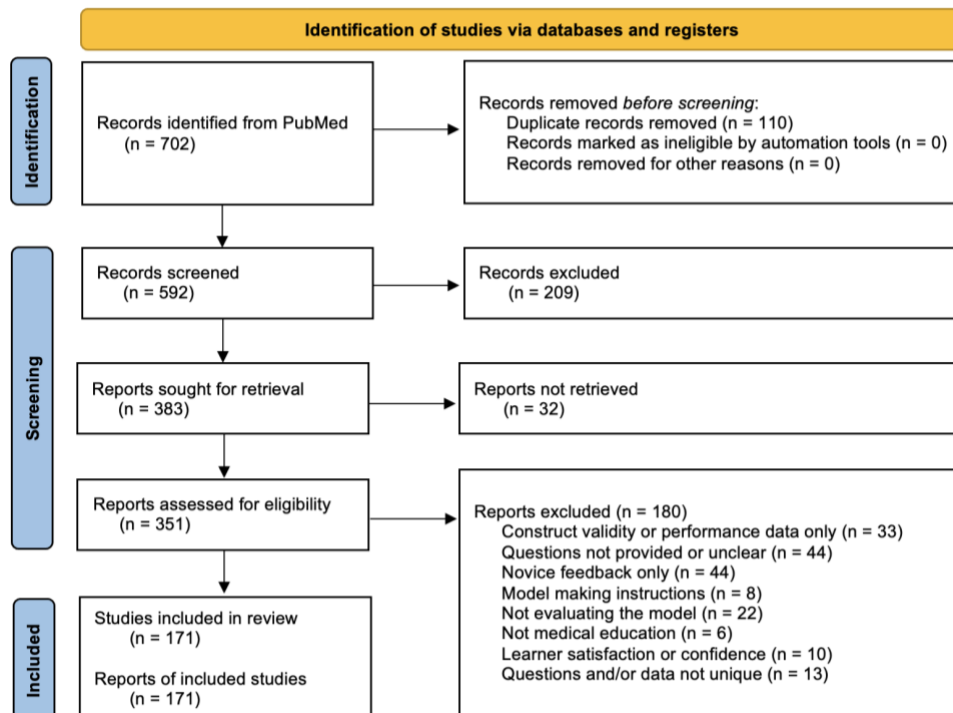 Identification of studies via databases and registers
Identification
Records identified from PubMed
(n = 702)
Records removed before screening:
Duplicate records removed (n = 110)
Records marked as ineligible by automation tools (n = 0)
Records removed for other reasons (n = 0)
Screening
Records screened
(n = 592)
Records excluded
(n = 209)
Reports sought for retrieval
(n = 383)
Reports not retrieved
(n = 32)
Reports assessed for eligibility
(n = 351)
Reports excluded (n = 180)
Construct validity or performance data only (n = 33)
Questions not provided or unclear (n = 44)
Novice feedback only (n = 44)
Model making instructions (n = 8)
Not evaluating the model (n = 22)
Not medical education (n = 6)
Learner satisfaction or confidence (n = 10)
Questions and/or data not unique (n = 13)
Included
Studies included in review
(n = 171)
Reports of included studies
(n = 171)